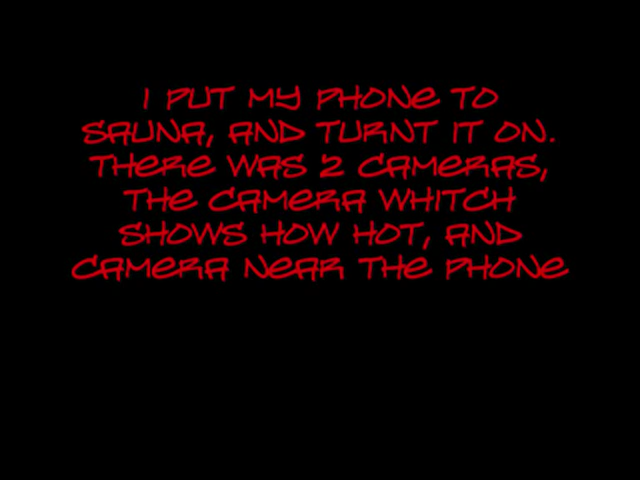 I PUT MY PHONE TO
SAUNA, AND TURNT IT ON.
THERE WAS 2 CAMERAS,
THE CAMERA WHITCH
SHOWS HOW HOT, AND
CAMERA NEAR THE PHONE